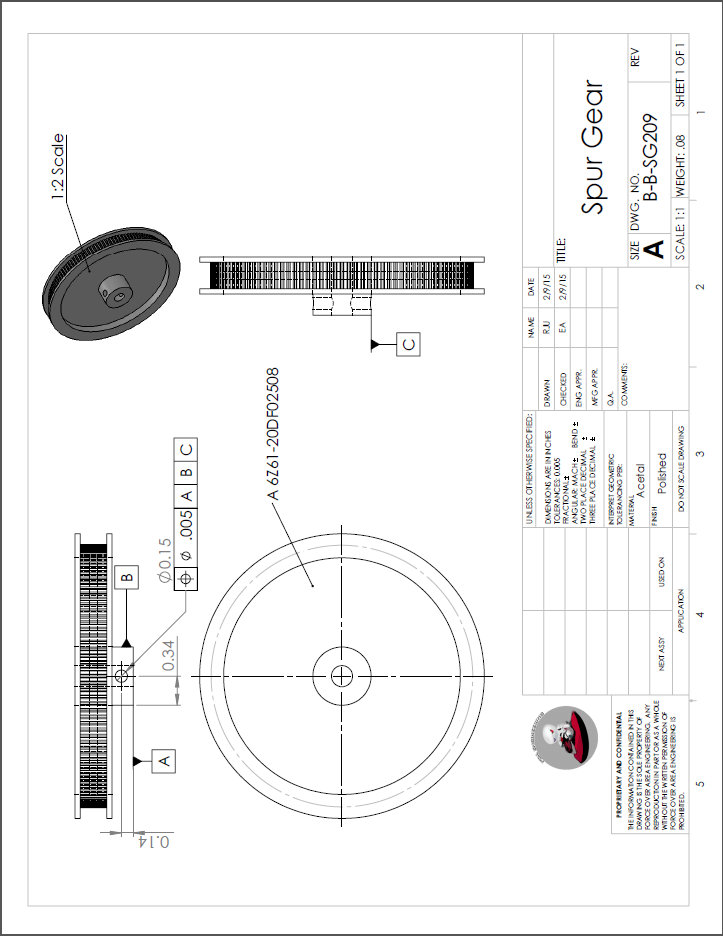 1:2 Scale
C
A 6Z61-20DF02508
⌀0.15
⌖ ⌀ .005 A B C
B
0.34
A
0.14
PROPRIETARY AND CONFIDENTIAL
THE INFORMATION CONTAINED IN THIS
DRAWING IS THE SOLE PROPERTY OF
FORCE OVER AREA ENGINEERING. ANY
REPRODUCTION IN PART OR AS A WHOLE
WITHOUT THE WRITTEN PERMISSION OF
FORCE OVER AREA ENGINEERING IS
PROHIBITED.
NEXT ASSY
USED ON
APPLICATION
UNLESS OTHERWISE SPECIFIED:
DIMENSIONS ARE IN INCHES
TOLERANCES: 0.005
FRACTIONAL ±
ANGULAR: MACH ± BEND ±
TWO PLACE DECIMAL ±
THREE PLACE DECIMAL ±
INTERPRET GEOMETRIC
TOLERANCING PER:
MATERIAL
Acetal
FINISH
Polished
DO NOT SCALE DRAWING
NAME DATE
DRAWN RJU 2/9/15
CHECKED EA 2/9/15
ENG APPR.
MFG APPR.
Q.A.
COMMENTS:
TITLE:
Spur Gear
SIZE DWG. NO. REV
A B-B-SG209
SCALE: 1:1 WEIGHT: .08 SHEET 1 OF 1
5 4 3 2 1